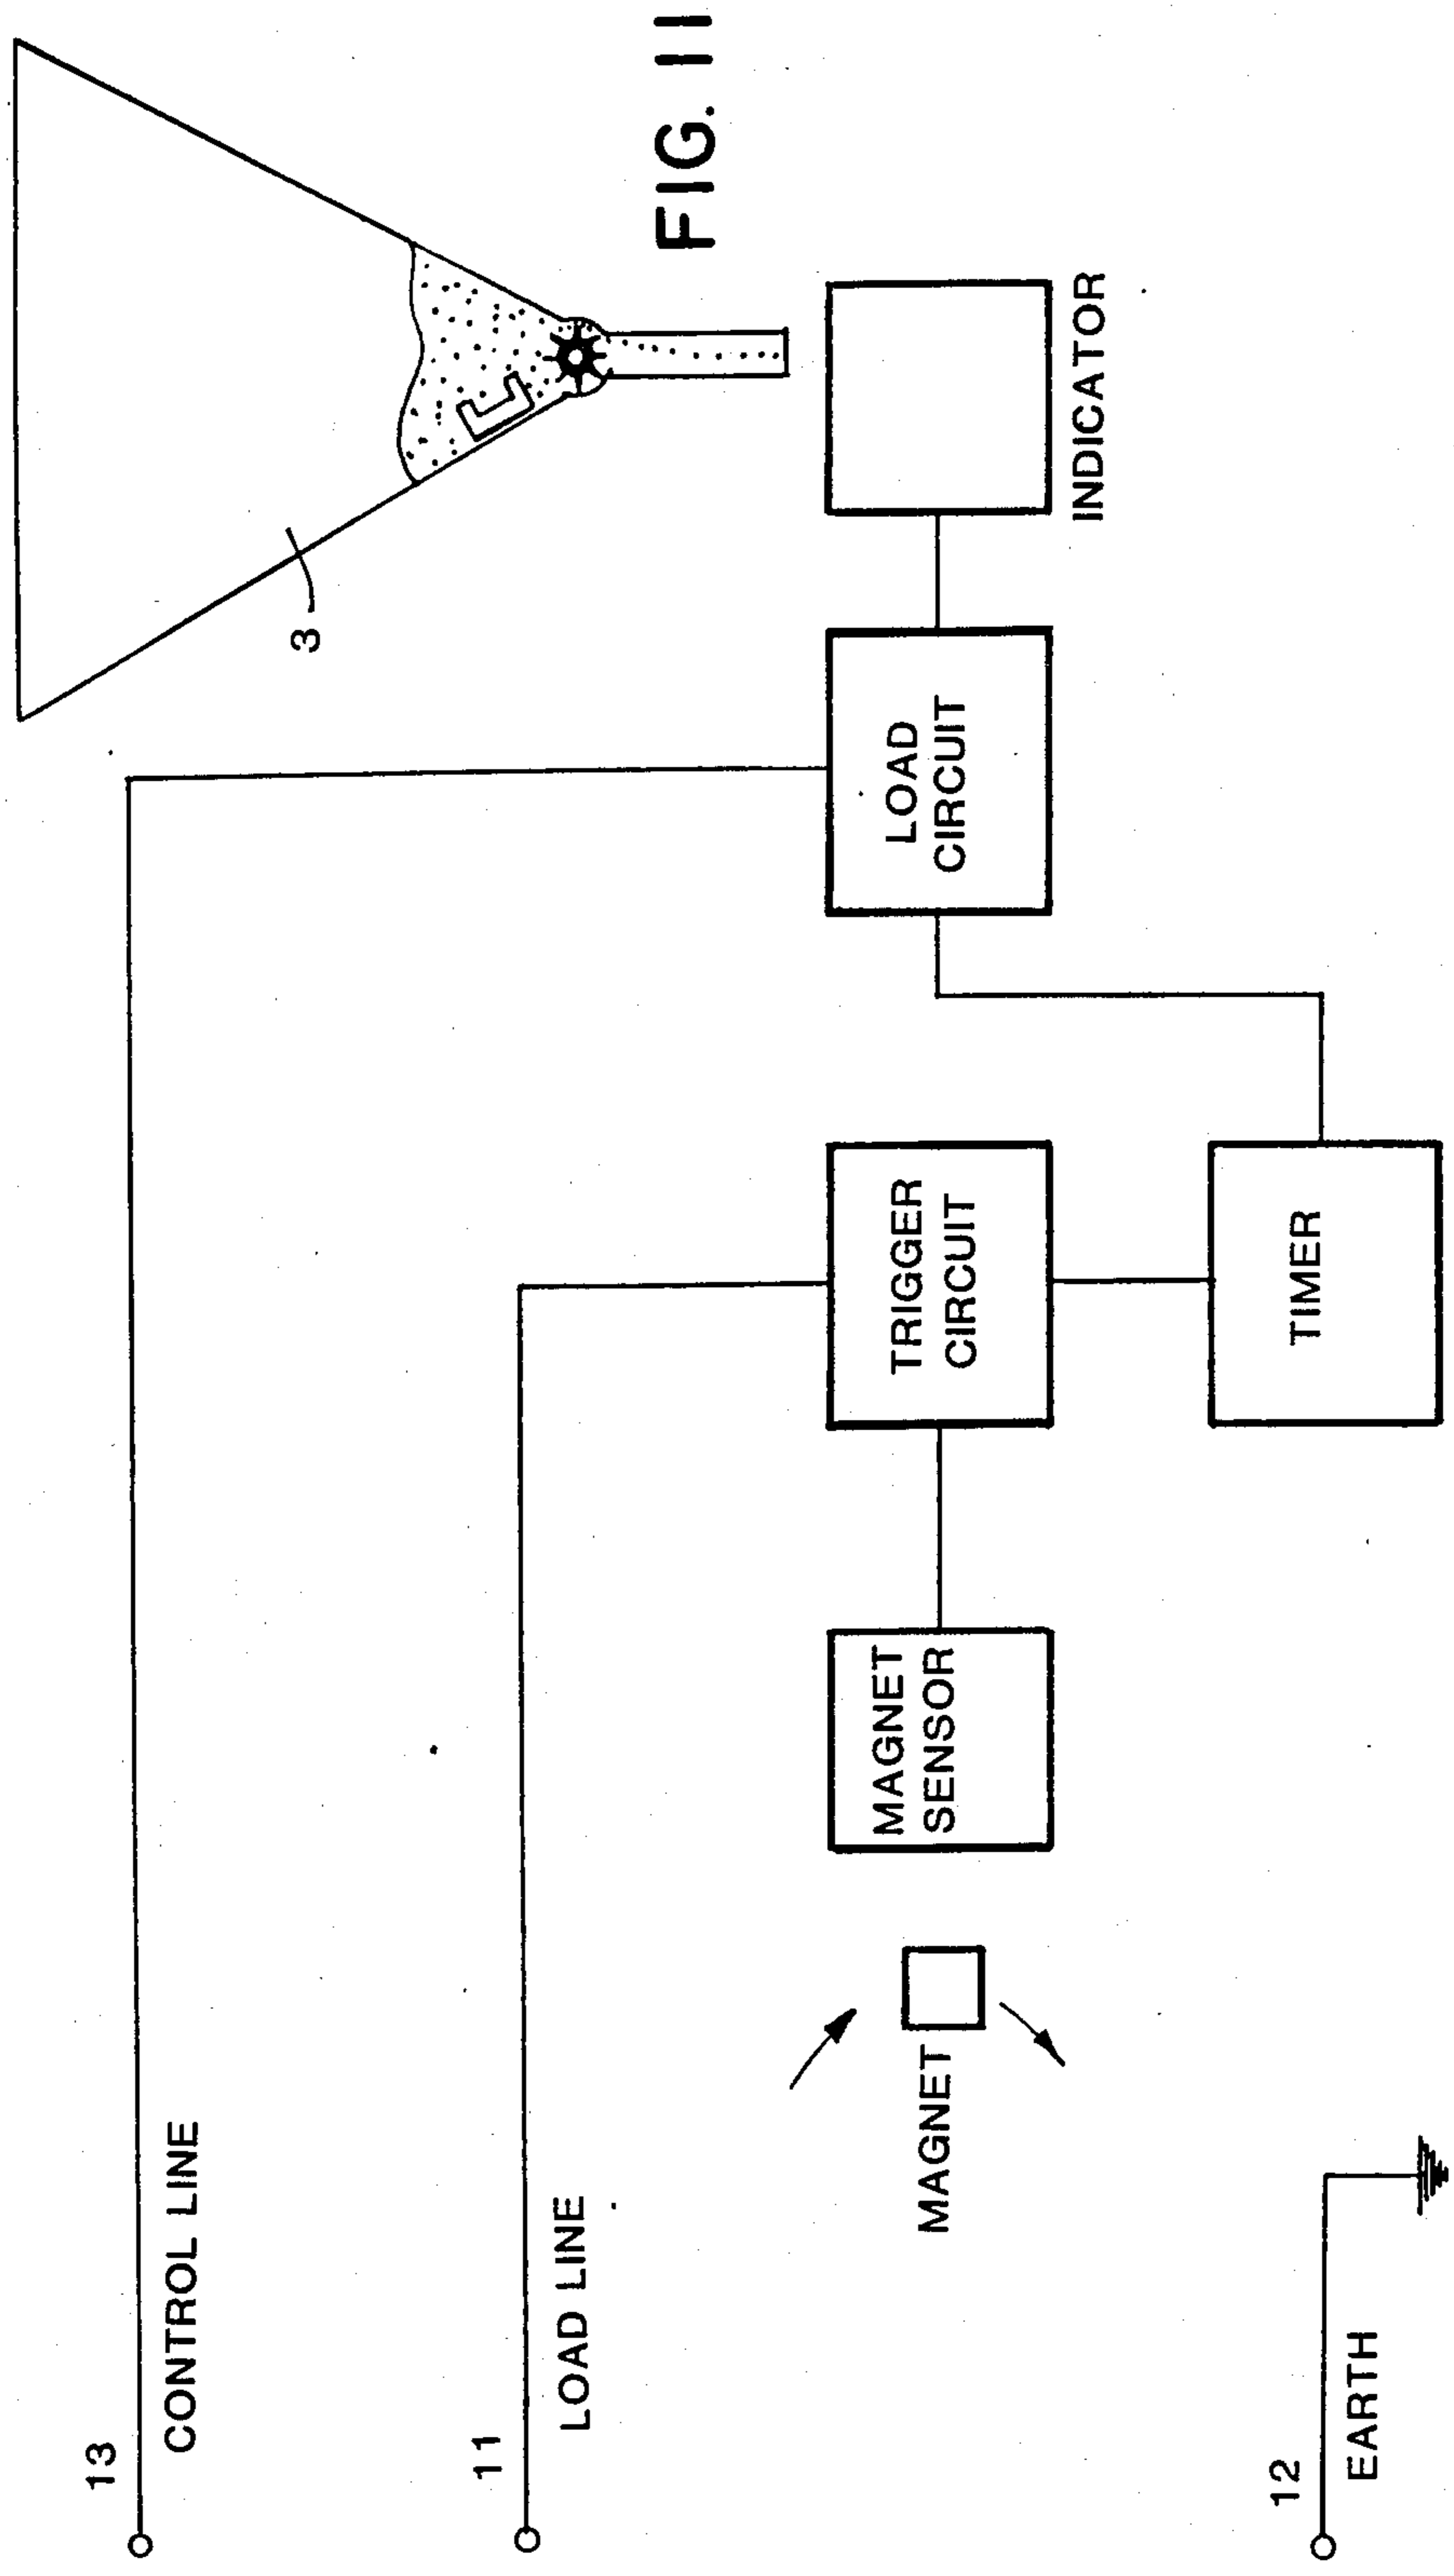 13
CONTROL LINE
11
LOAD LINE
12
EARTH
MAGNET
MAGNET
SENSOR
TRIGGER
CIRCUIT
TIMER
LOAD
CIRCUIT
INDICATOR
3
FIG. 11